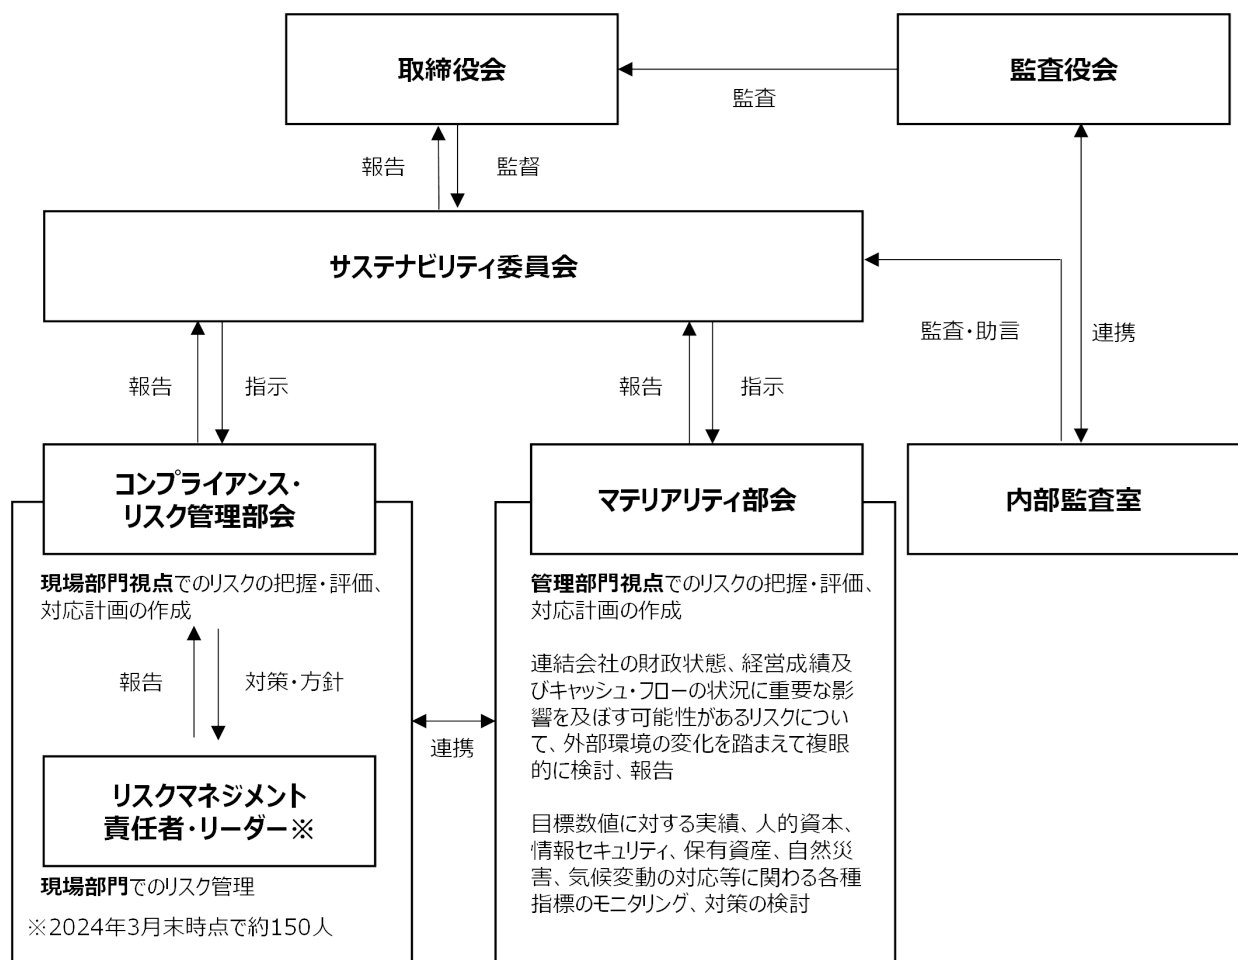 取締役会
監査役会
監査
報告
監督
サステナビリティ委員会
監査・助言
連携
報告
指示
報告
指示
コンプライアンス・
リスク管理部会
マテリアリティ部会
内部監査室
現場部門視点でのリスクの把握・評価、
対応計画の作成
報告
対策・方針
リスクマネジメント
責任者・リーダー※
現場部門でのリスク管理
※2024年3月末時点で約150人
連携
管理部門視点でのリスクの把握・評価、
対応計画の作成
連結会社の財政状態、経営成績及
びキャッシュ・フローの状況に重要な影
響を及ぼす可能性があるリスクについ
て、外部環境の変化を踏まえて複眼
的に検討、報告
目標数値に対する実績、人的資本、
情報セキュリティ、保有資産、自然災
害、気候変動の対応等に関わる各種
指標のモニタリング、対策の検討